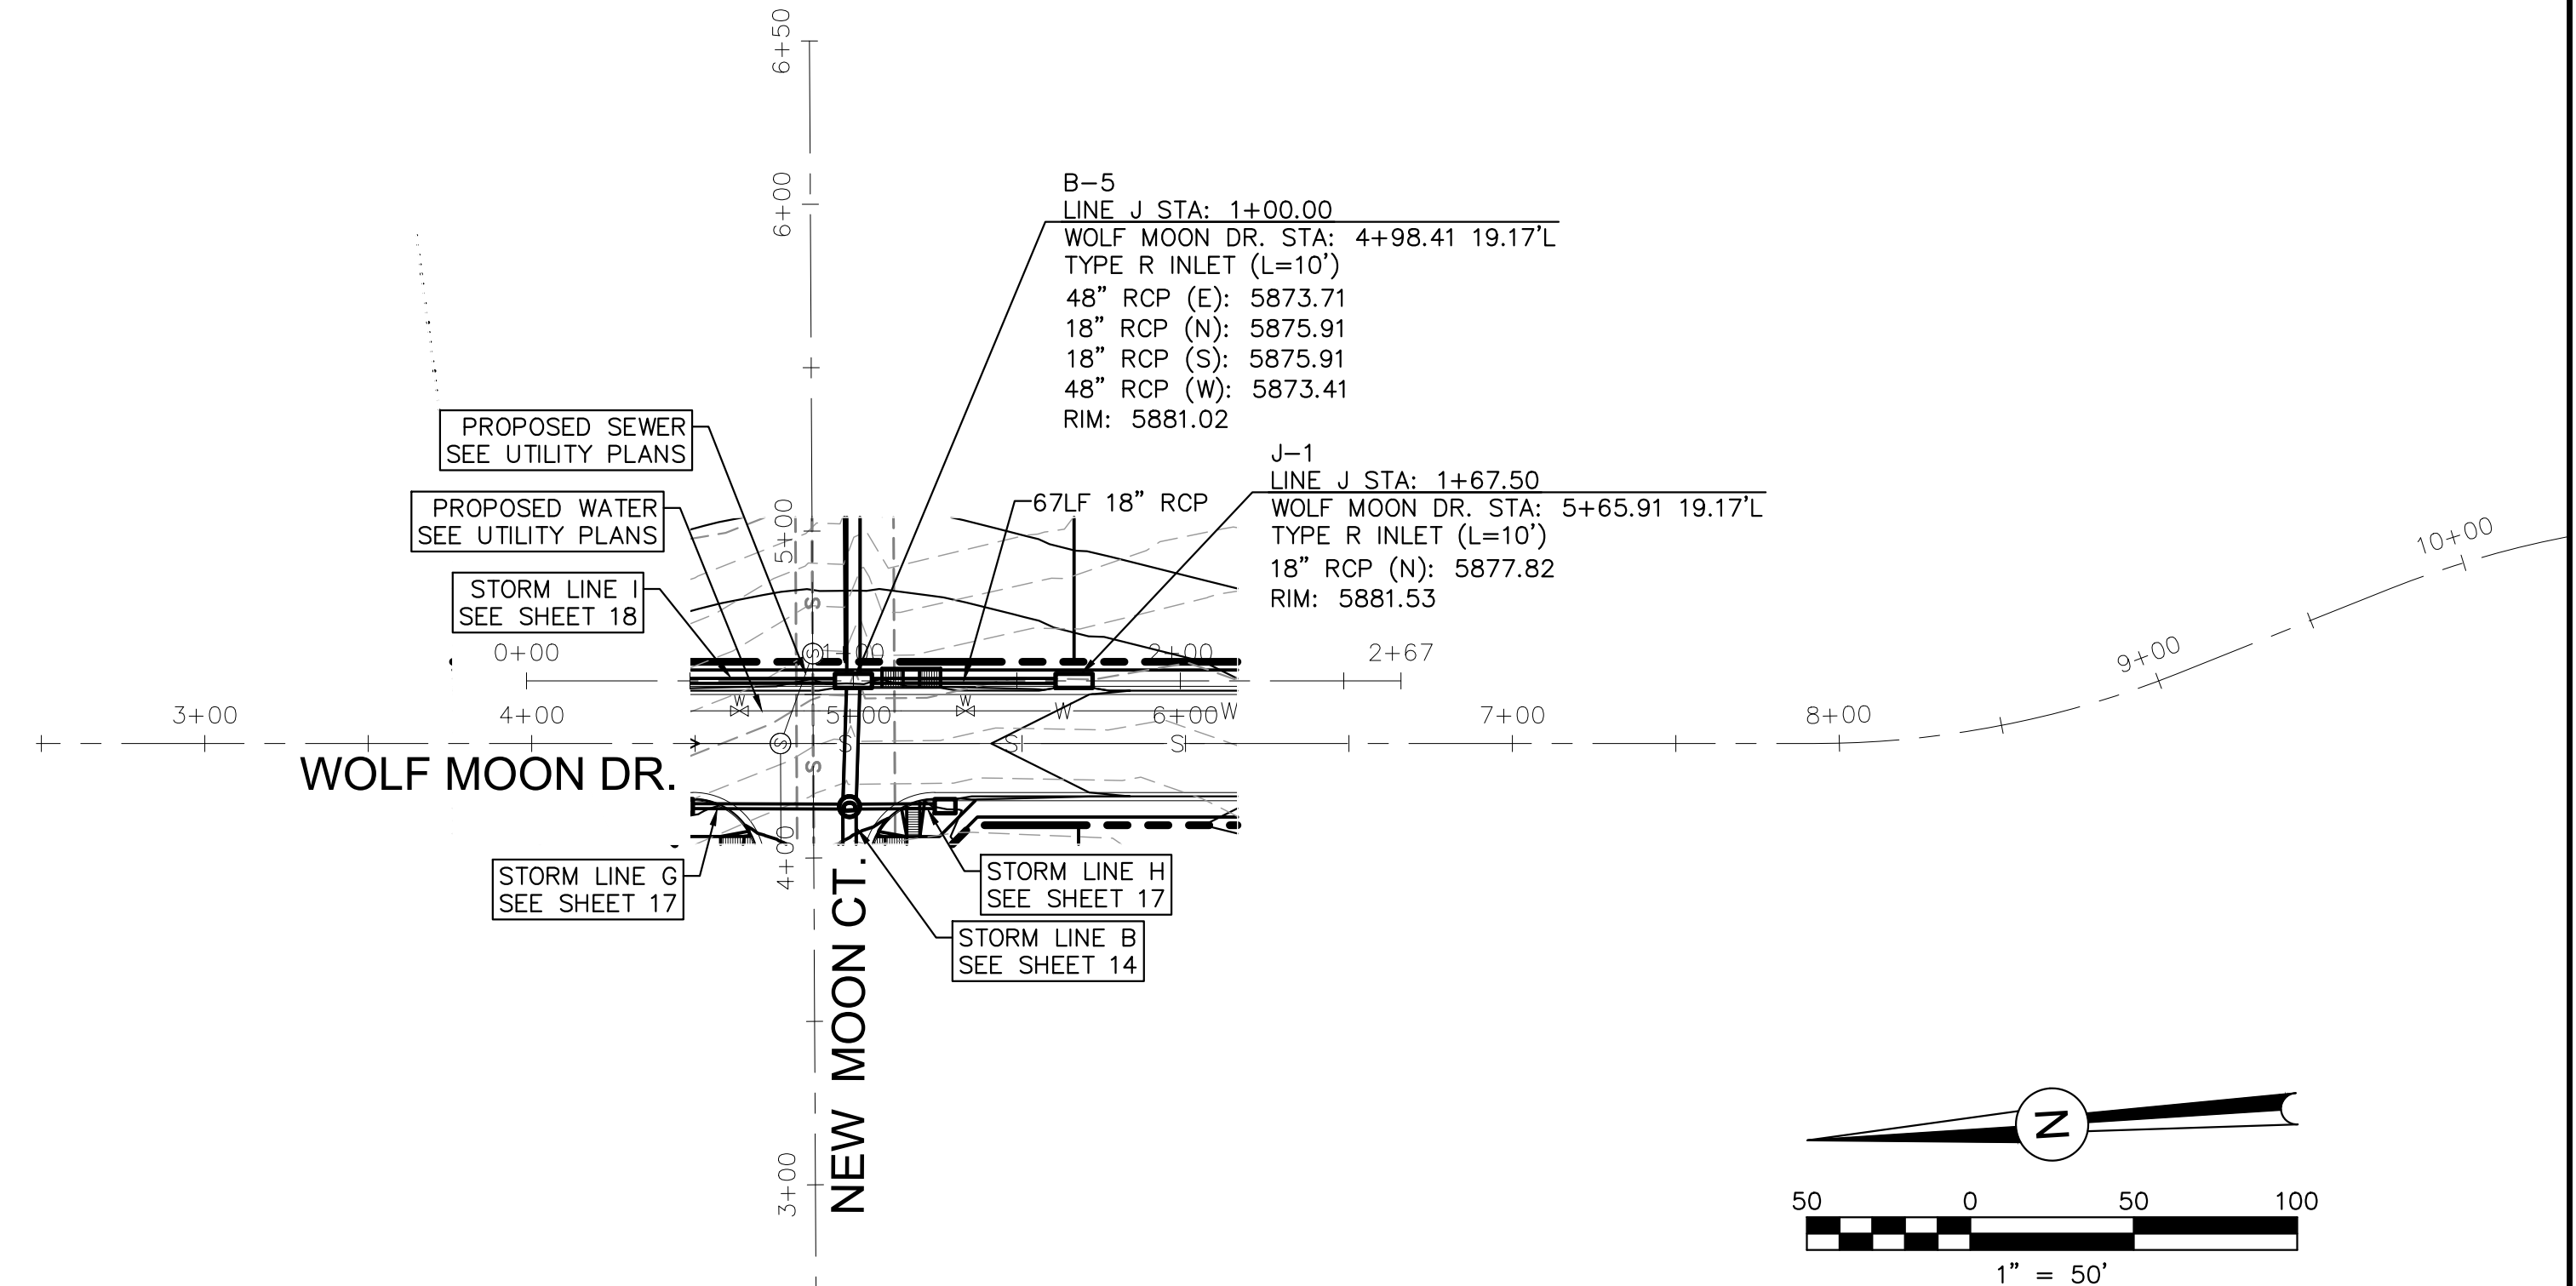 6+50
6+00
B-5
LINE J STA: 1+00.00
WOLF MOON DR. STA: 4+98.41 19.17'L
TYPE R INLET (L=10')
48" RCP (E): 5873.71
18" RCP (N): 5875.91
18" RCP (S): 5875.91
48" RCP (W): 5873.41
RIM: 5881.02
PROPOSED SEWER
SEE UTILITY PLANS
J-1
LINE J STA: 1+67.50
WOLF MOON DR. STA: 5+65.91 19.17'L
TYPE R INLET (L=10')
18" RCP (N): 5877.82
RIM: 5881.53
67LF 18" RCP
PROPOSED WATER
SEE UTILITY PLANS
5+00
10+00
STORM LINE I
SEE SHEET 18
S
0+00
S
1+00
2+00
2+67
9+00
3+00
4+00
W
5+00
W
W
6+00
W
7+00
8+00
S
S
S
S
S
WOLF MOON DR.
4+00
STORM LINE G
SEE SHEET 17
STORM LINE H
SEE SHEET 17
STORM LINE B
SEE SHEET 14
NEW MOON CT.
3+00
N
50 0 50 100
1" = 50'